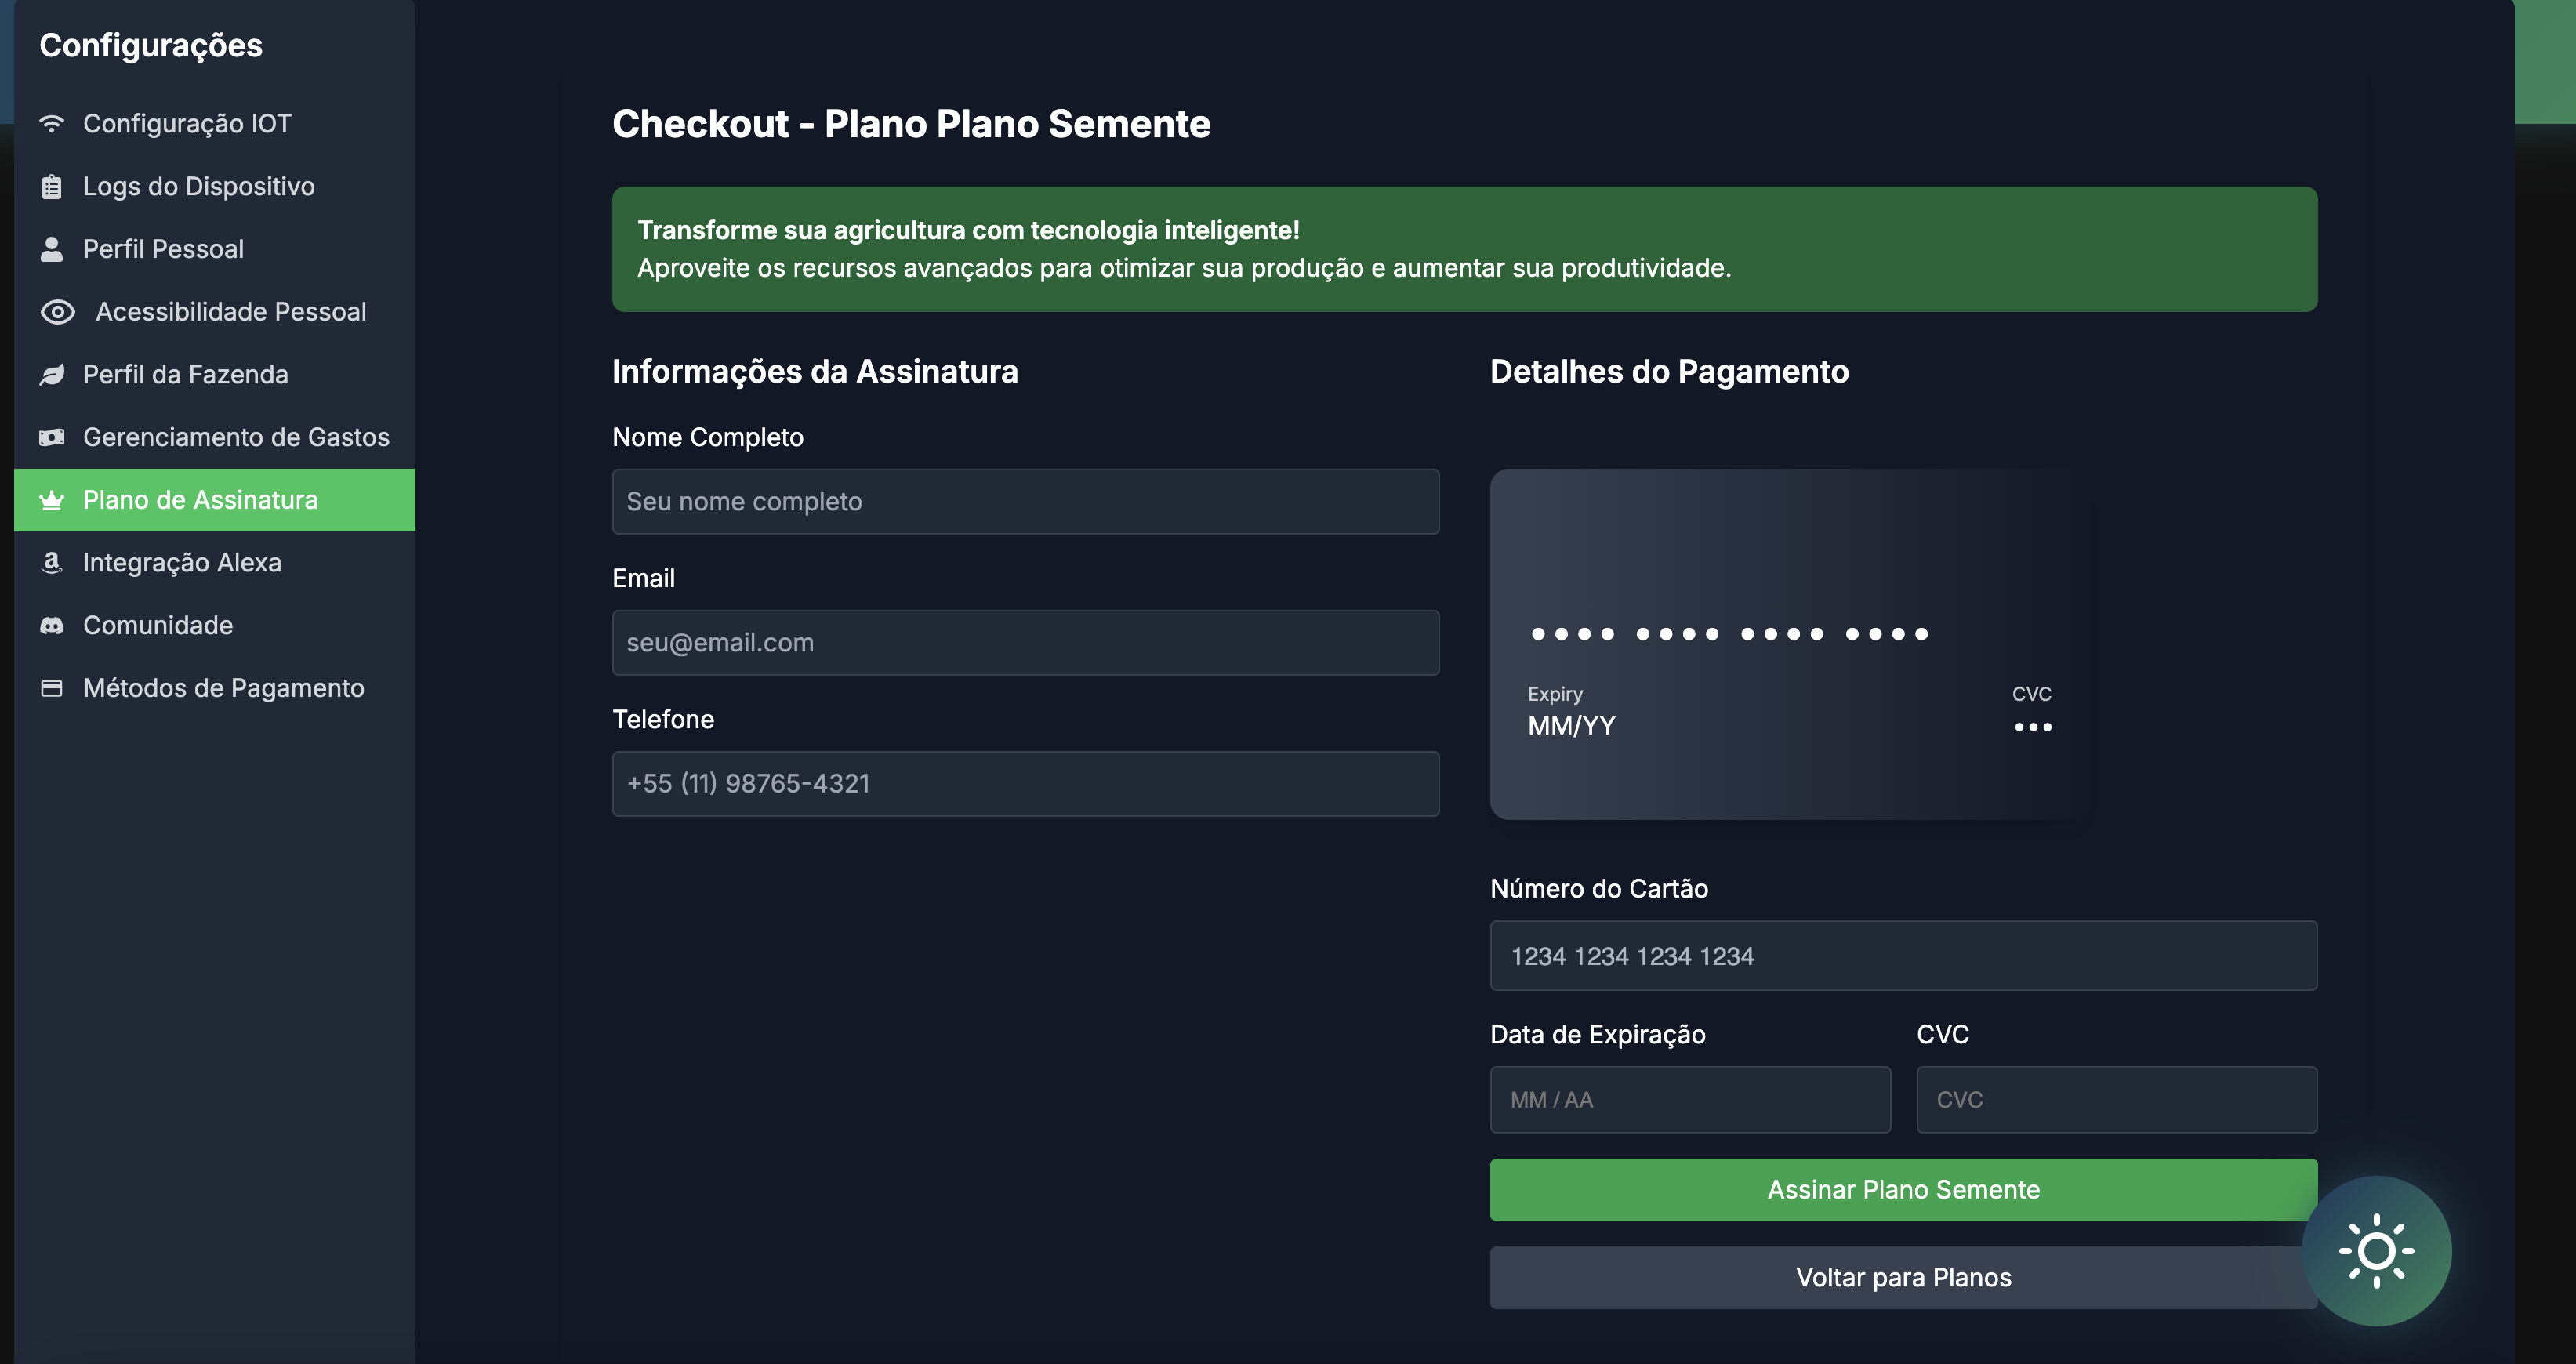 Configurações
Configuração IOT
Logs do Dispositivo
Perfil Pessoal
Acessibilidade Pessoal
Perfil da Fazenda
Gerenciamento de Gastos
Plano de Assinatura
Integração Alexa
Comunidade
Métodos de Pagamento
Checkout - Plano Plano Semente
Transforme sua agricultura com tecnologia inteligente!
Aproveite os recursos avançados para otimizar sua produção e aumentar sua produtividade.
Informações da Assinatura
Nome Completo
Seu nome completo
Email
seu@email.com
Telefone
+55 (11) 98765-4321
Detalhes do Pagamento
•••• •••• •••• ••••
Expiry CVC
MM/YY •••
Número do Cartão
1234 1234 1234 1234
Data de Expiração CVC
MM / AA CVC
Assinar Plano Semente
Voltar para Planos